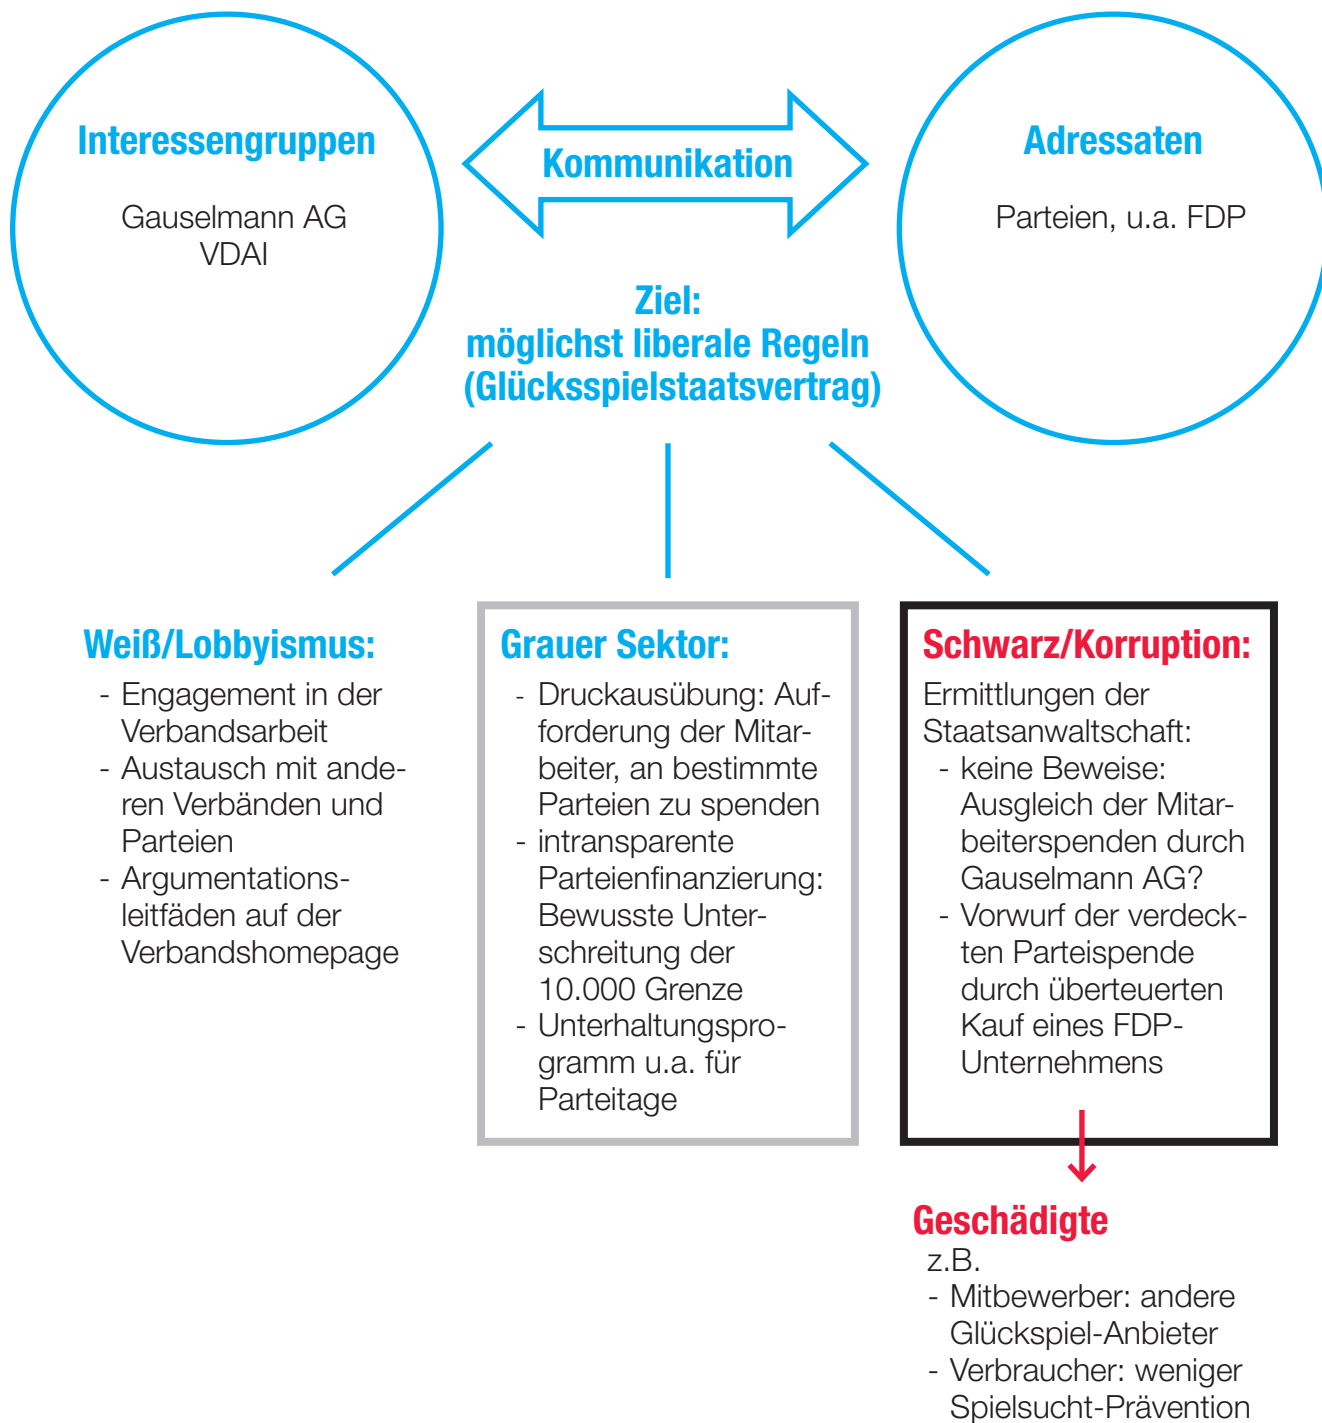 Interessengruppen
Gauselmann AG
VDAI
Kommunikation
Adressaten
Parteien, u.a. FDP
Ziel:
möglichst liberale Regeln
(Glücksspielstaatsvertrag)
Weiß/Lobbyismus:
- Engagement in der
Verbandsarbeit
- Austausch mit ande-
ren Verbänden und
Parteien
- Argumentations-
leitfäden auf der
Verbandshomepage
Grauer Sektor:
- Druckausübung: Auf-
forderung der Mitar-
beiter, an bestimmte
Parteien zu spenden
- intransparente
Parteienfinanzierung:
Bewusste Unter-
schreitung der
10.000 Grenze
- Unterhaltungspro-
gramm u.a. für
Parteitage
Schwarz/Korruption:
Ermittlungen der
Staatsanwaltschaft:
- keine Beweise:
Ausgleich der Mitar-
beiterspenden durch
Gauselmann AG?
- Vorwurf der verdeck-
ten Parteispende
durch überteuerten
Kauf eines FDP-
Unternehmens
Geschädigte
z.B.
- Mitbewerber: andere
Glückspiel-Anbieter
- Verbraucher: weniger
Spielsucht-Prävention